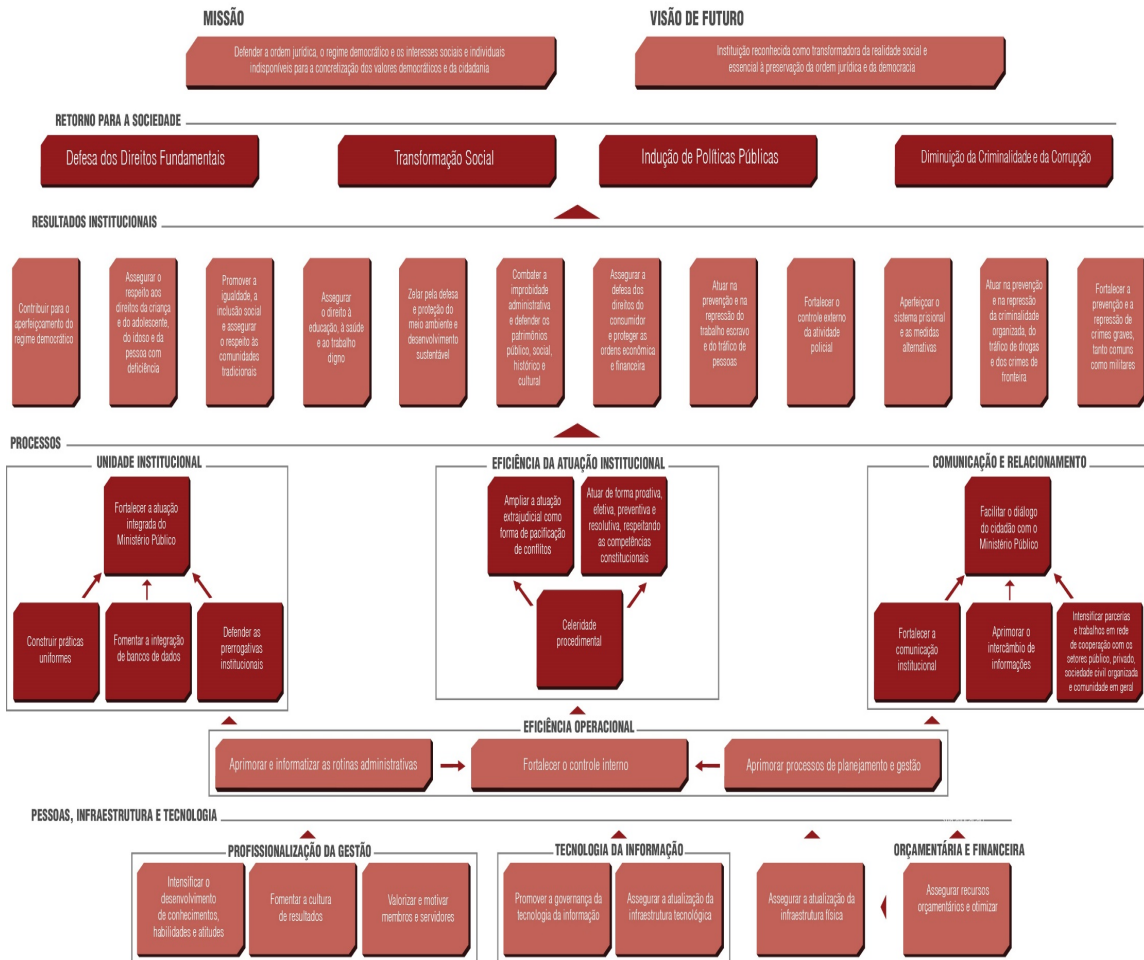 MISSÃO
Defender a ordem jurídica, o regime democrático e os interesses sociais e individuais
indisponíveis para a concretização dos valores democráticos e da cidadania
VISÃO DE FUTURO
Instituição reconhecida como transformadora da realidade social e
essencial à preservação da ordem jurídica e da democracia
RETORNO PARA A SOCIEDADE
Defesa dos Direitos Fundamentais
Transformação Social
Indução de Políticas Públicas
Diminuição da Criminalidade e da Corrupção
RESULTADOS INSTITUCIONAIS
Contribuir para o
aperfeiçoamento do
regime democrático
Assegurar o
respeito aos
direitos da criança
e do adolescente,
do idoso e da
pessoa com
deficiência
Promover a
igualdade, a
inclusão social
e assegurar
o respeito às
comunidades
tradicionais
Assegurar
o direito à
educação, à saúde
e ao trabalho
digno
Zelar pela defesa
e proteção do
meio ambiente e
desenvolvimento
sustentável
Combater a
improbidade
administrativa
e defender os
patrimônios
público, social,
histórico e
cultural
Assegurar a
defesa dos
direitos do
consumidor
e proteger as
ordens econômica
e financeira
Atuar na
prevenção e na
repressão do
trabalho escravo
e do tráfico de
pessoas
Fortalecer o
controle externo
da atividade
policial
Aperfeiçoar o
sistema prisional
e as medidas
alternativas
Atuar na prevenção
e na repressão
da criminalidade
organizada, do
tráfico de drogas
e dos crimes de
fronteira
Fortalecer a
prevenção e a
repressão de
crimes graves,
tanto comuns
como militares
PROCESSOS
UNIDADE INSTITUCIONAL
Fortalecer a atuação
integrada do
Ministério Público
Construir práticas
uniformes
Fomentar a integração
de bancos de dados
Defender as
prerrogativas
institucionais
EFICIÊNCIA DA ATUAÇÃO INSTITUCIONAL
Ampliar a atuação
extrajudicial como
forma de pacificação
de conflitos
Atuar de forma proativa,
efetiva, preventiva e
resolutiva, respeitando
as competências
constitucionais
Celeridade
procedimental
COMUNICAÇÃO E RELACIONAMENTO
Facilitar o diálogo
do cidadão com o
Ministério Público
Fortalecer a
comunicação
institucional
Aprimorar o
intercâmbio de
informações
Intensificar parcerias
e trabalhos em rede
de cooperação com os
setores público, privado,
sociedade civil organizada
e comunidade em geral
EFICIÊNCIA OPERACIONAL
Aprimorar e informatizar as rotinas administrativas
Fortalecer o controle interno
Aprimorar processos de planejamento e gestão
PESSOAS, INFRAESTRUTURA E TECNOLOGIA
PROFISSIONALIZAÇÃO DA GESTÃO
Intensificar o
desenvolvimento
de conhecimentos,
habilidades e atitudes
Fomentar a cultura
de resultados
Valorizar e motivar
membros e servidores
TECNOLOGIA DA INFORMAÇÃO
Promover a governança da
tecnologia da informação
Assegurar a atualização da
infraestrutura tecnológica
Assegurar a atualização da
infraestrutura física
ORÇAMENTÁRIA E FINANCEIRA
Assegurar recursos
orçamentários e otimizar